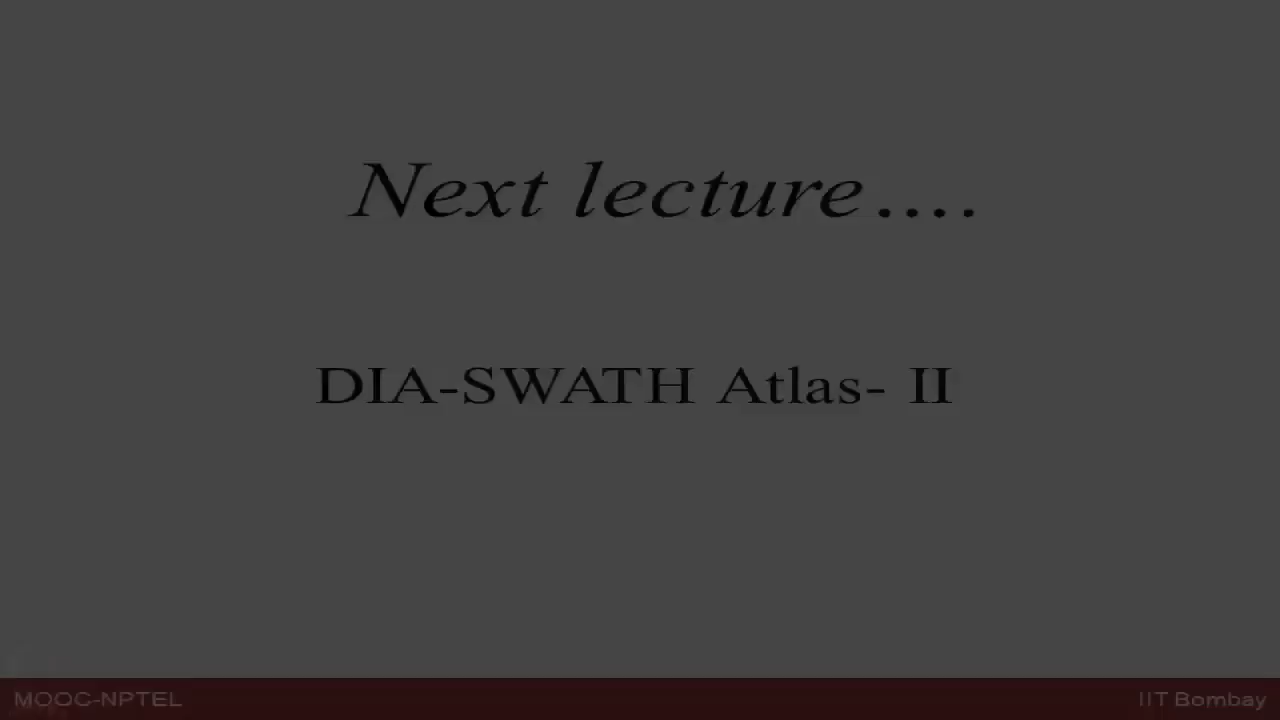 Next lecture....
DIA-SWATH Atlas- II
MOOC-NPTEL
IIT Bombay